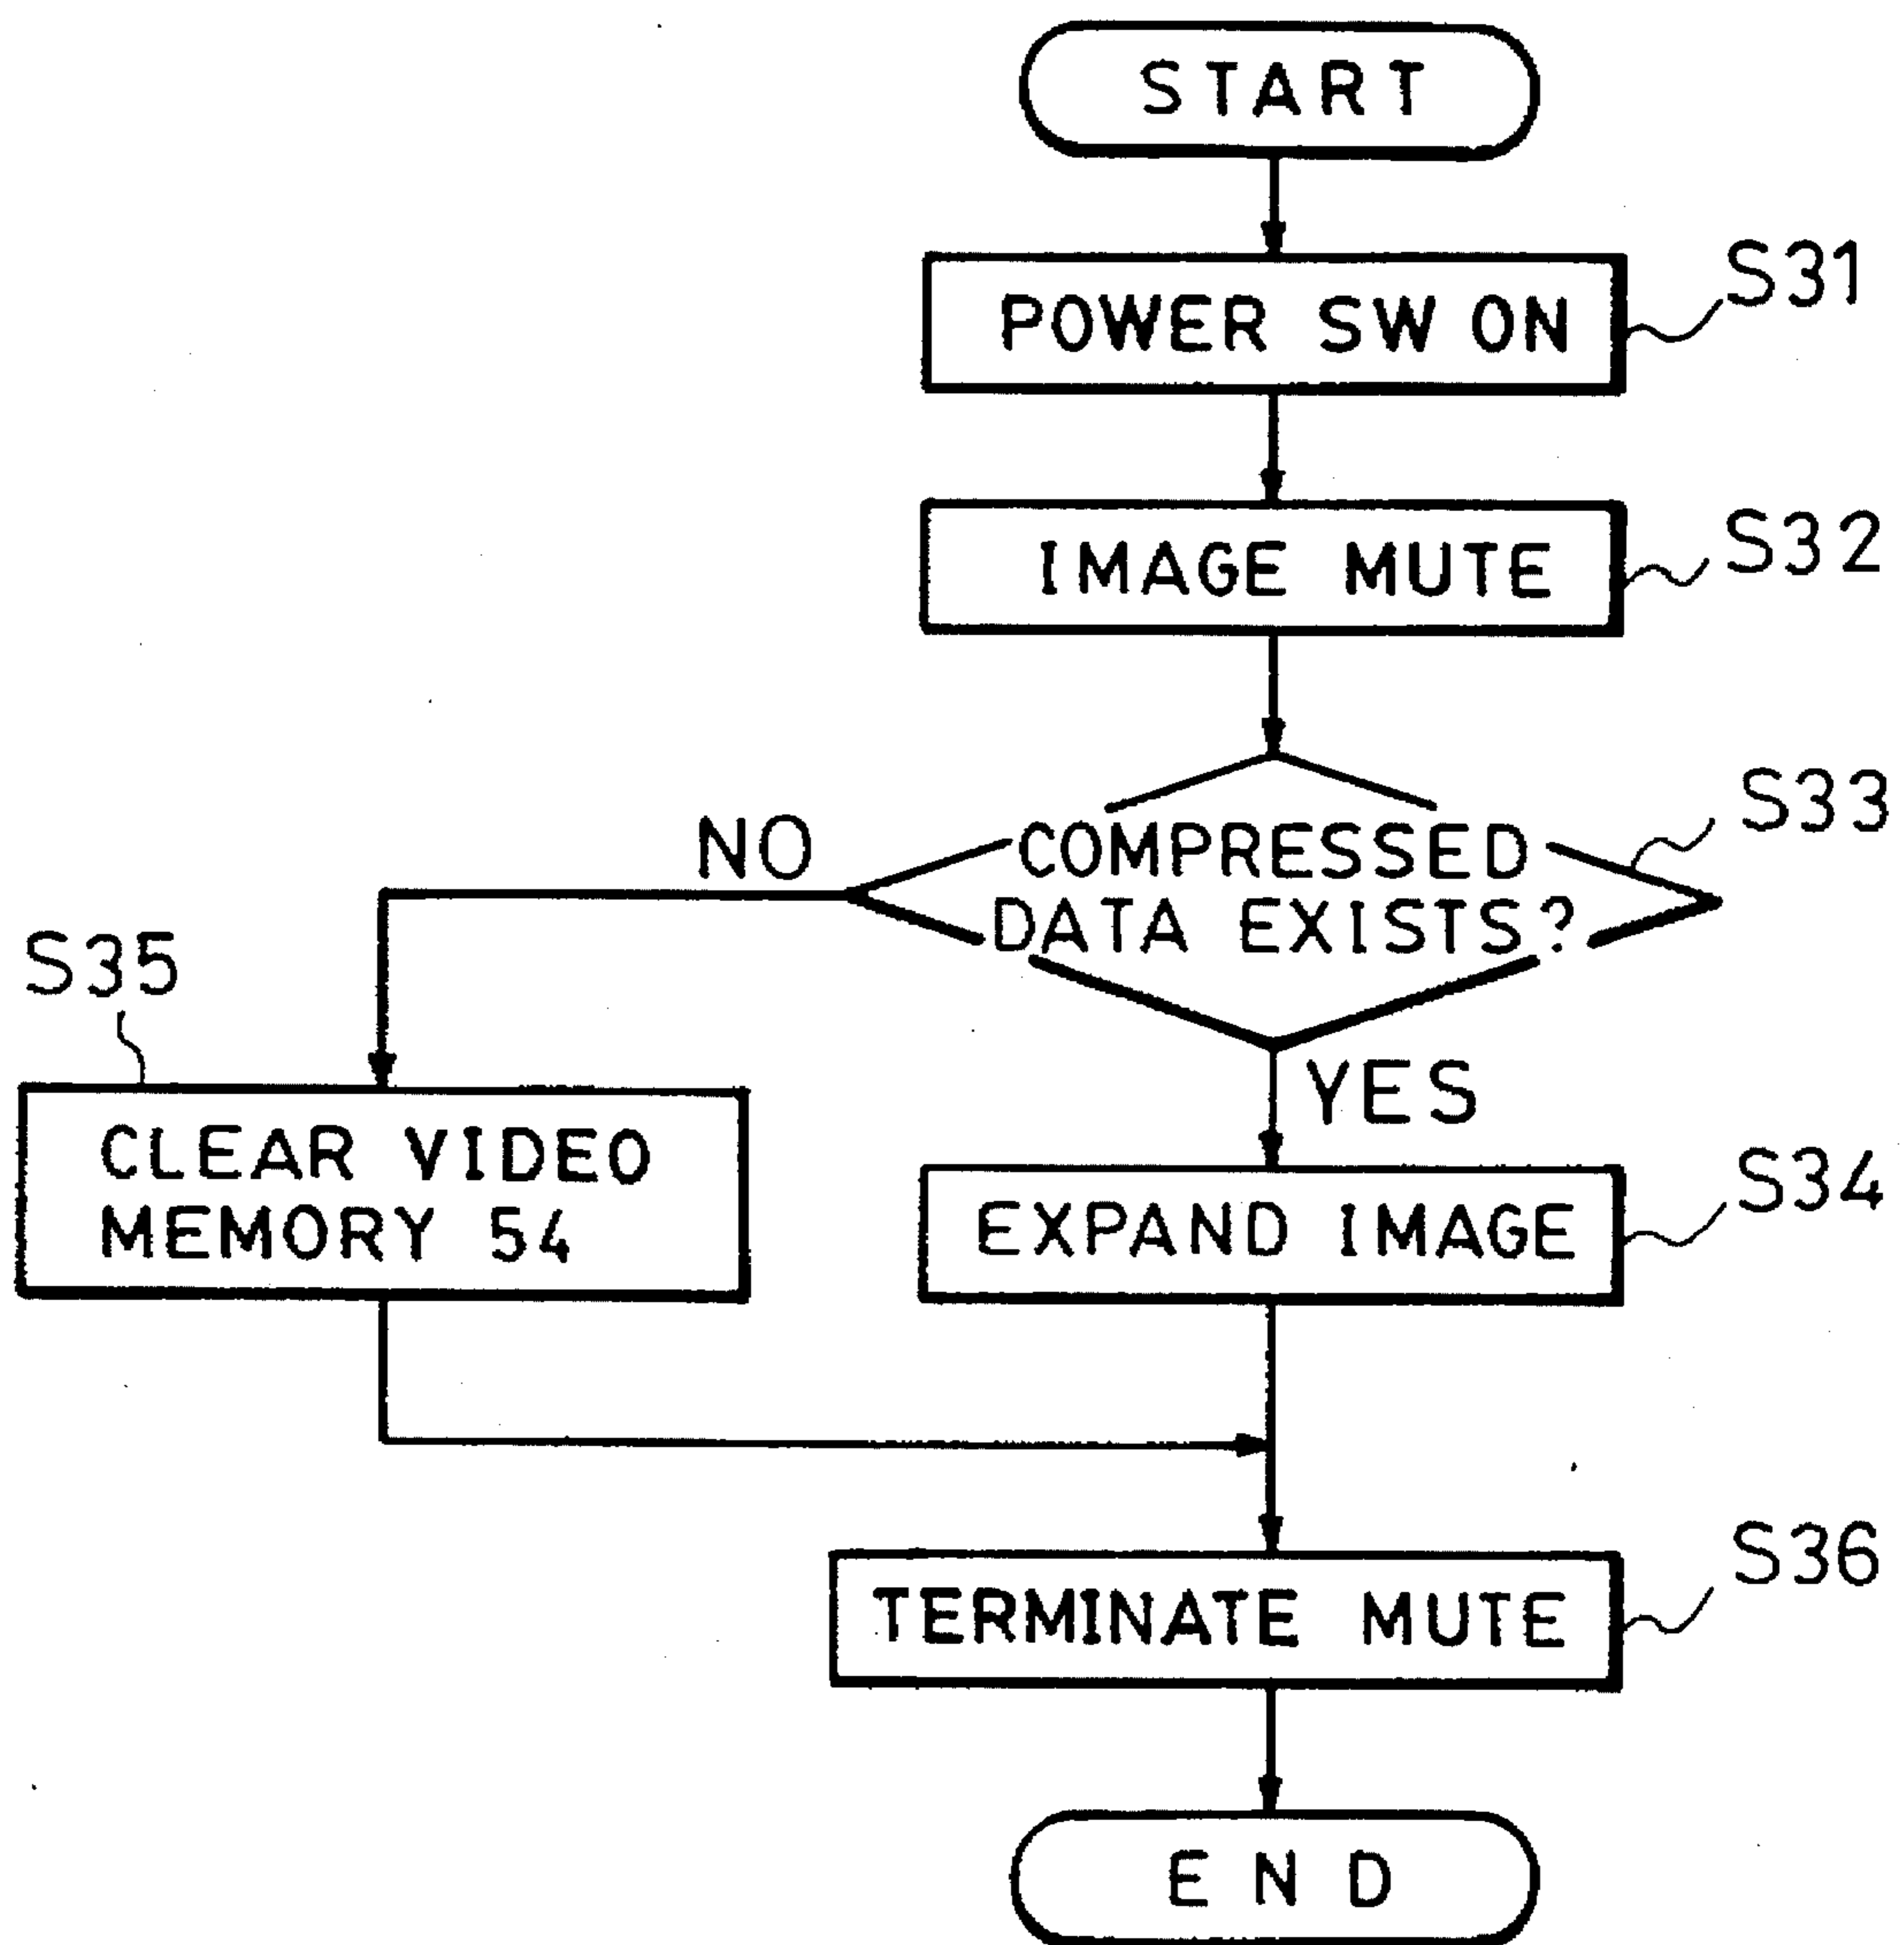 START
POWER SW ON
S31
IMAGE MUTE
S32
COMPRESSED
DATA EXISTS?
S33
NO
YES
S35
CLEAR VIDEO
MEMORY 54
EXPAND IMAGE
S34
TERMINATE MUTE
S36
END